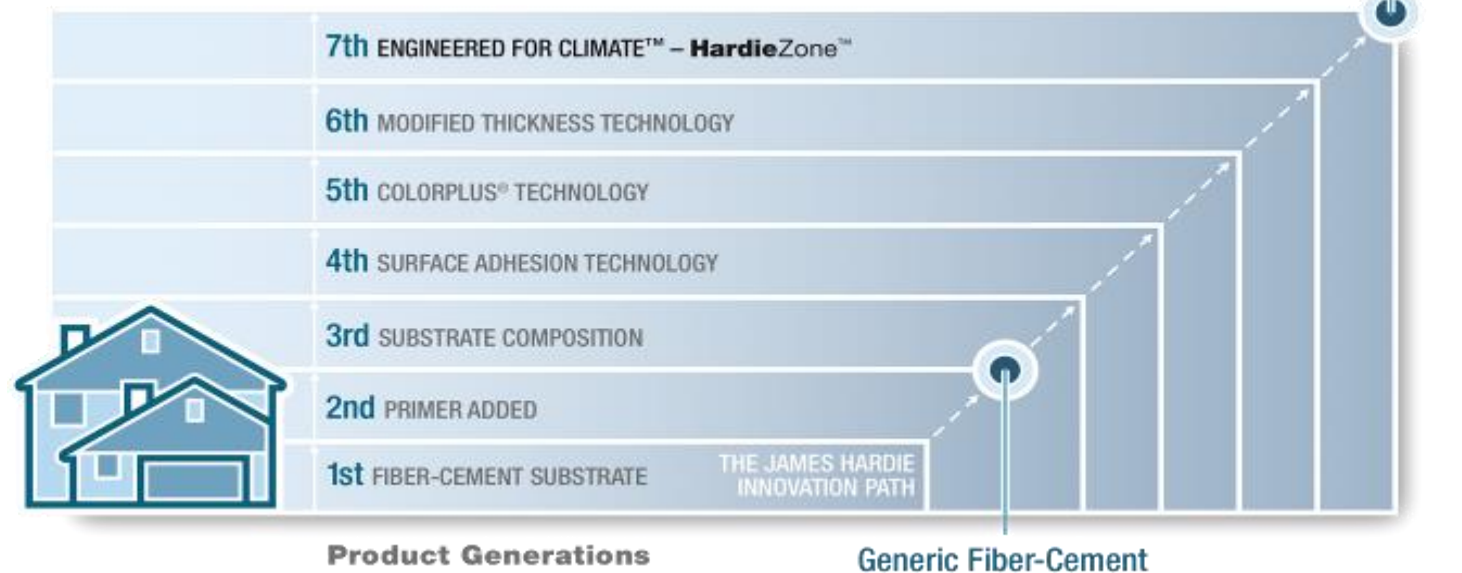 7th ENGINEERED FOR CLIMATE™ – HardieZone™
6th MODIFIED THICKNESS TECHNOLOGY
5th COLORPLUS® TECHNOLOGY
4th SURFACE ADHESION TECHNOLOGY
3rd SUBSTRATE COMPOSITION
2nd PRIMER ADDED
1st FIBER-CEMENT SUBSTRATE
THE JAMES HARDIE
INNOVATION PATH
Product Generations
Generic Fiber-Cement